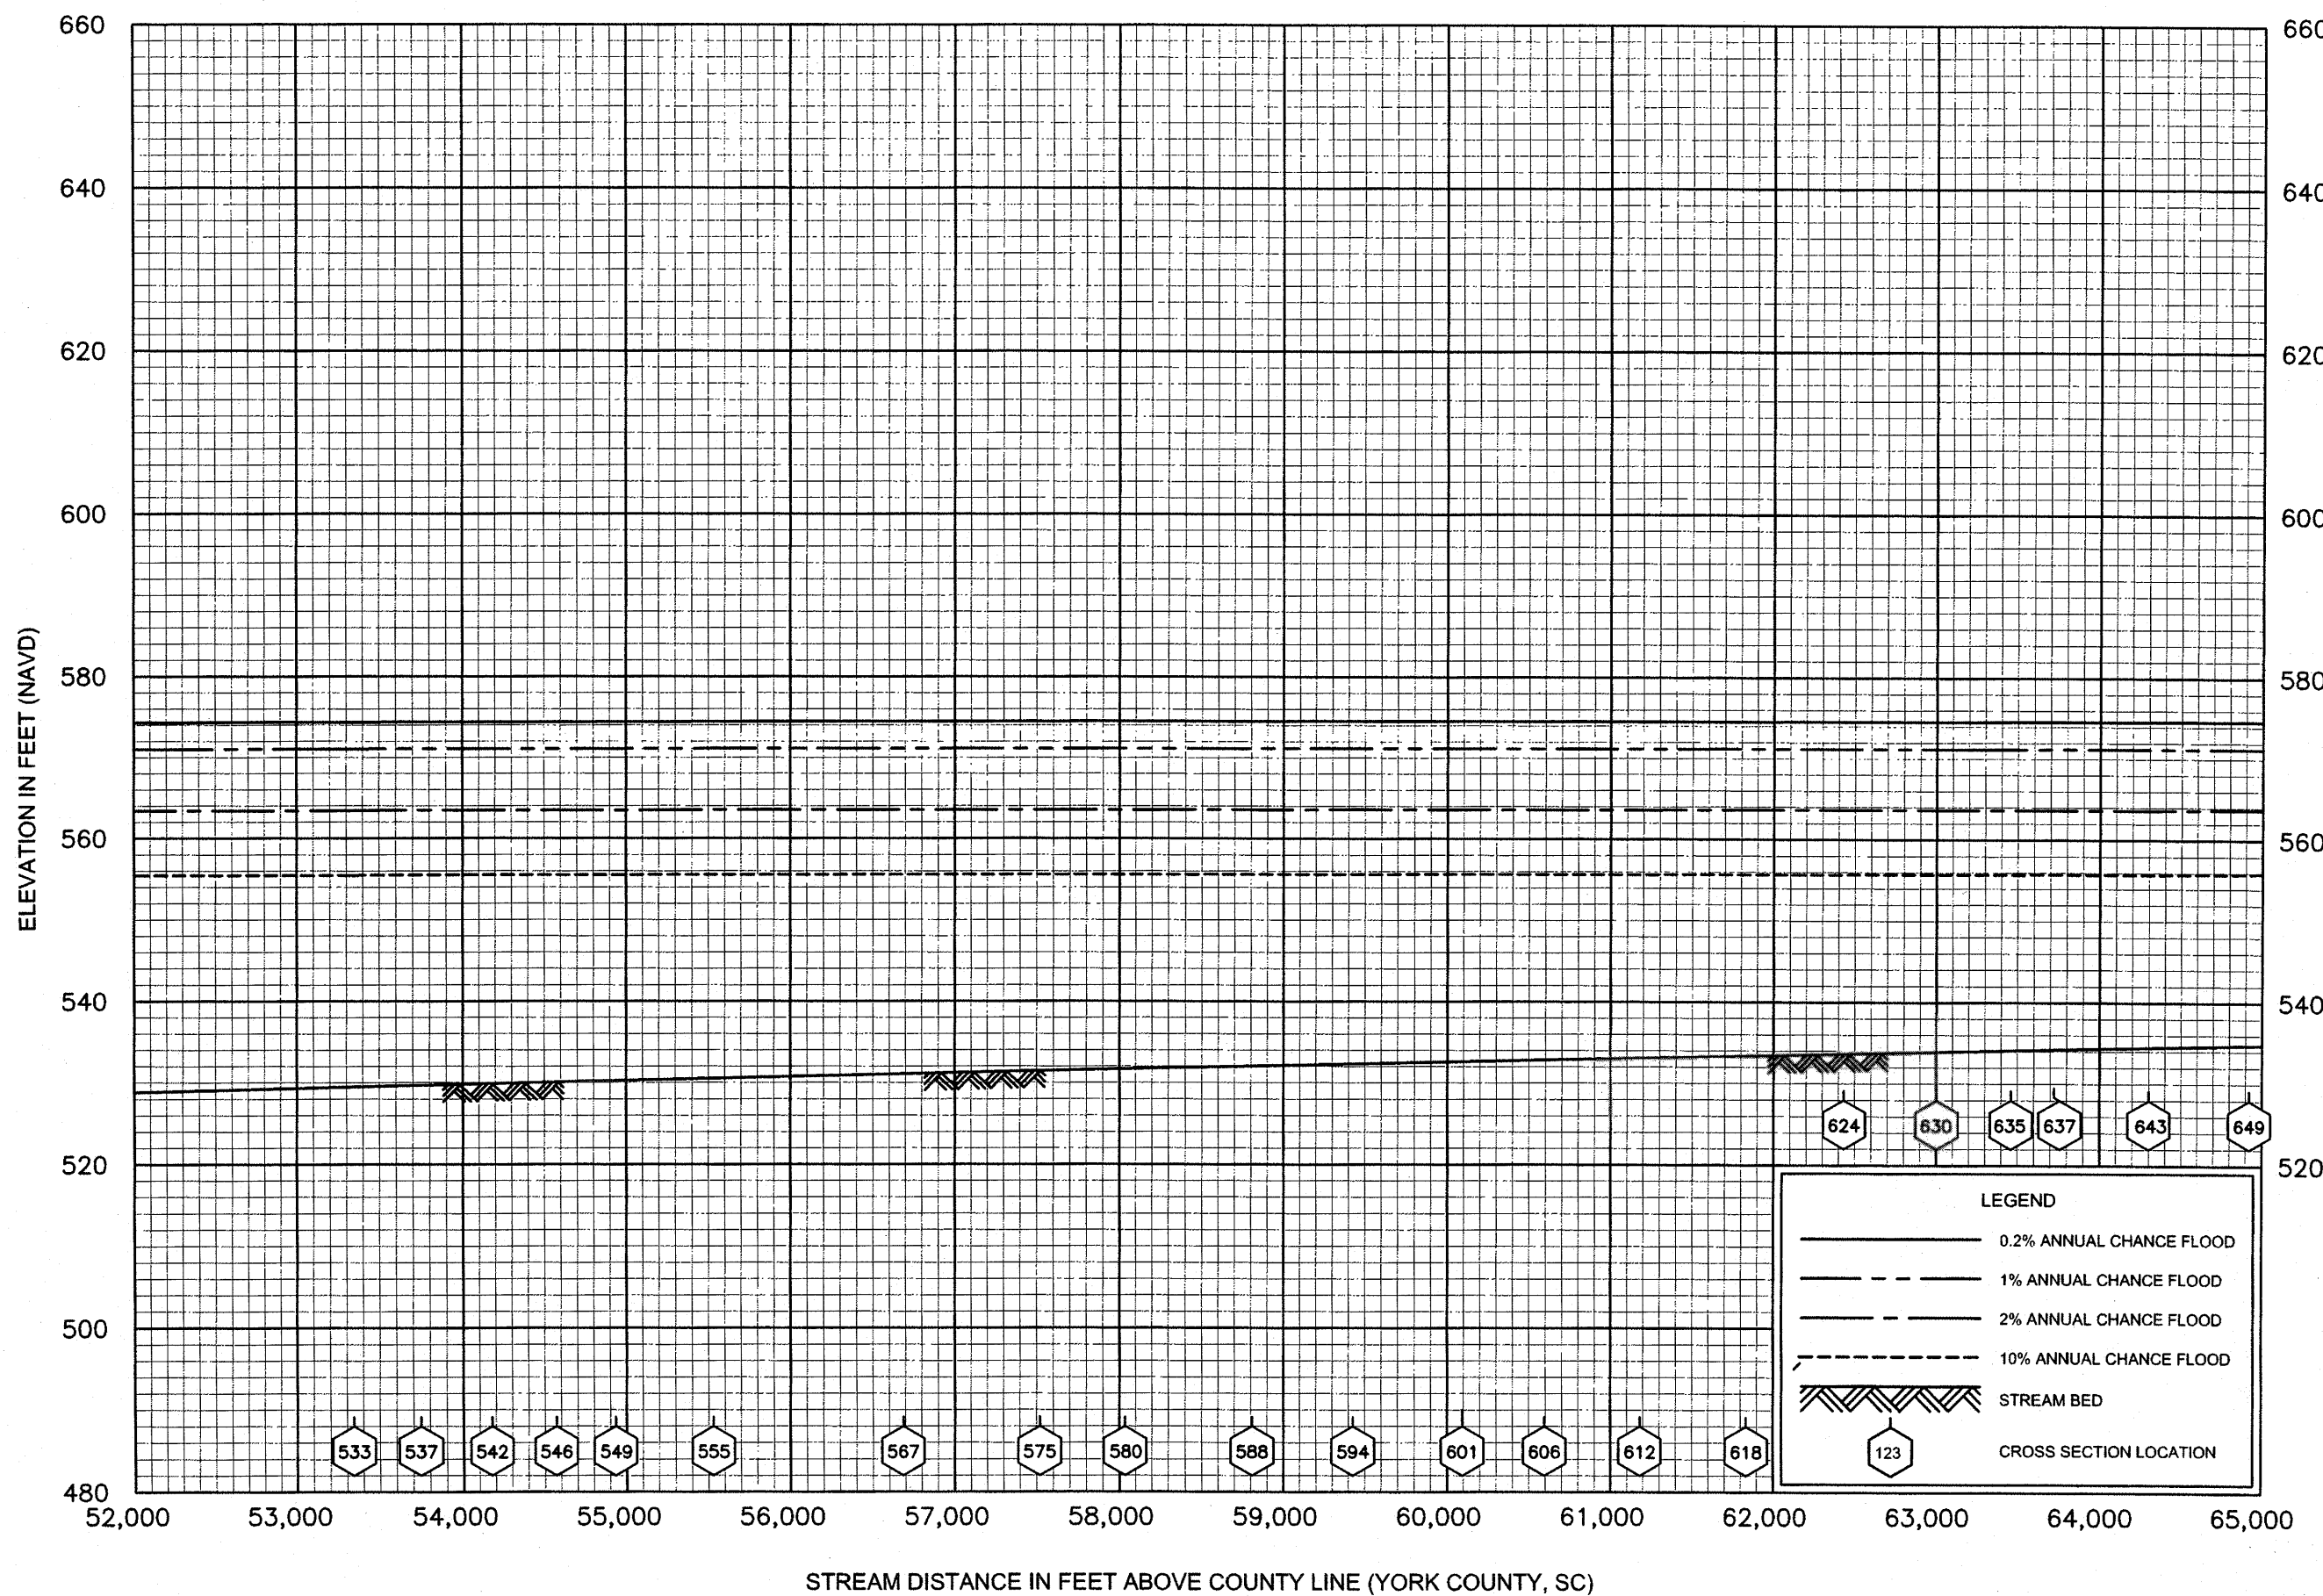 660
640
620
600
580
560
540
520
500
480
ELEVATION IN FEET (NAVD)
660
640
620
600
580
560
540
520
624 630 635 637 643 649
LEGEND
0.2% ANNUAL CHANCE FLOOD
1% ANNUAL CHANCE FLOOD
2% ANNUAL CHANCE FLOOD
10% ANNUAL CHANCE FLOOD
STREAM BED
123 CROSS SECTION LOCATION
533 537 542 546 549 555 567 575 580 588 594 601 606 612 618
52,000 53,000 54,000 55,000 56,000 57,000 58,000 59,000 60,000 61,000 62,000 63,000 64,000 65,000
STREAM DISTANCE IN FEET ABOVE COUNTY LINE (YORK COUNTY, SC)